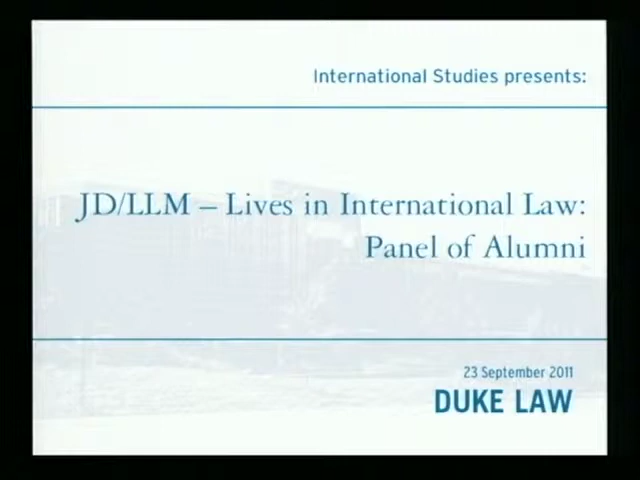 International Studies presents:
JD/LLM – Lives in International Law:
Panel of Alumni
23 September 2011
DUKE LAW